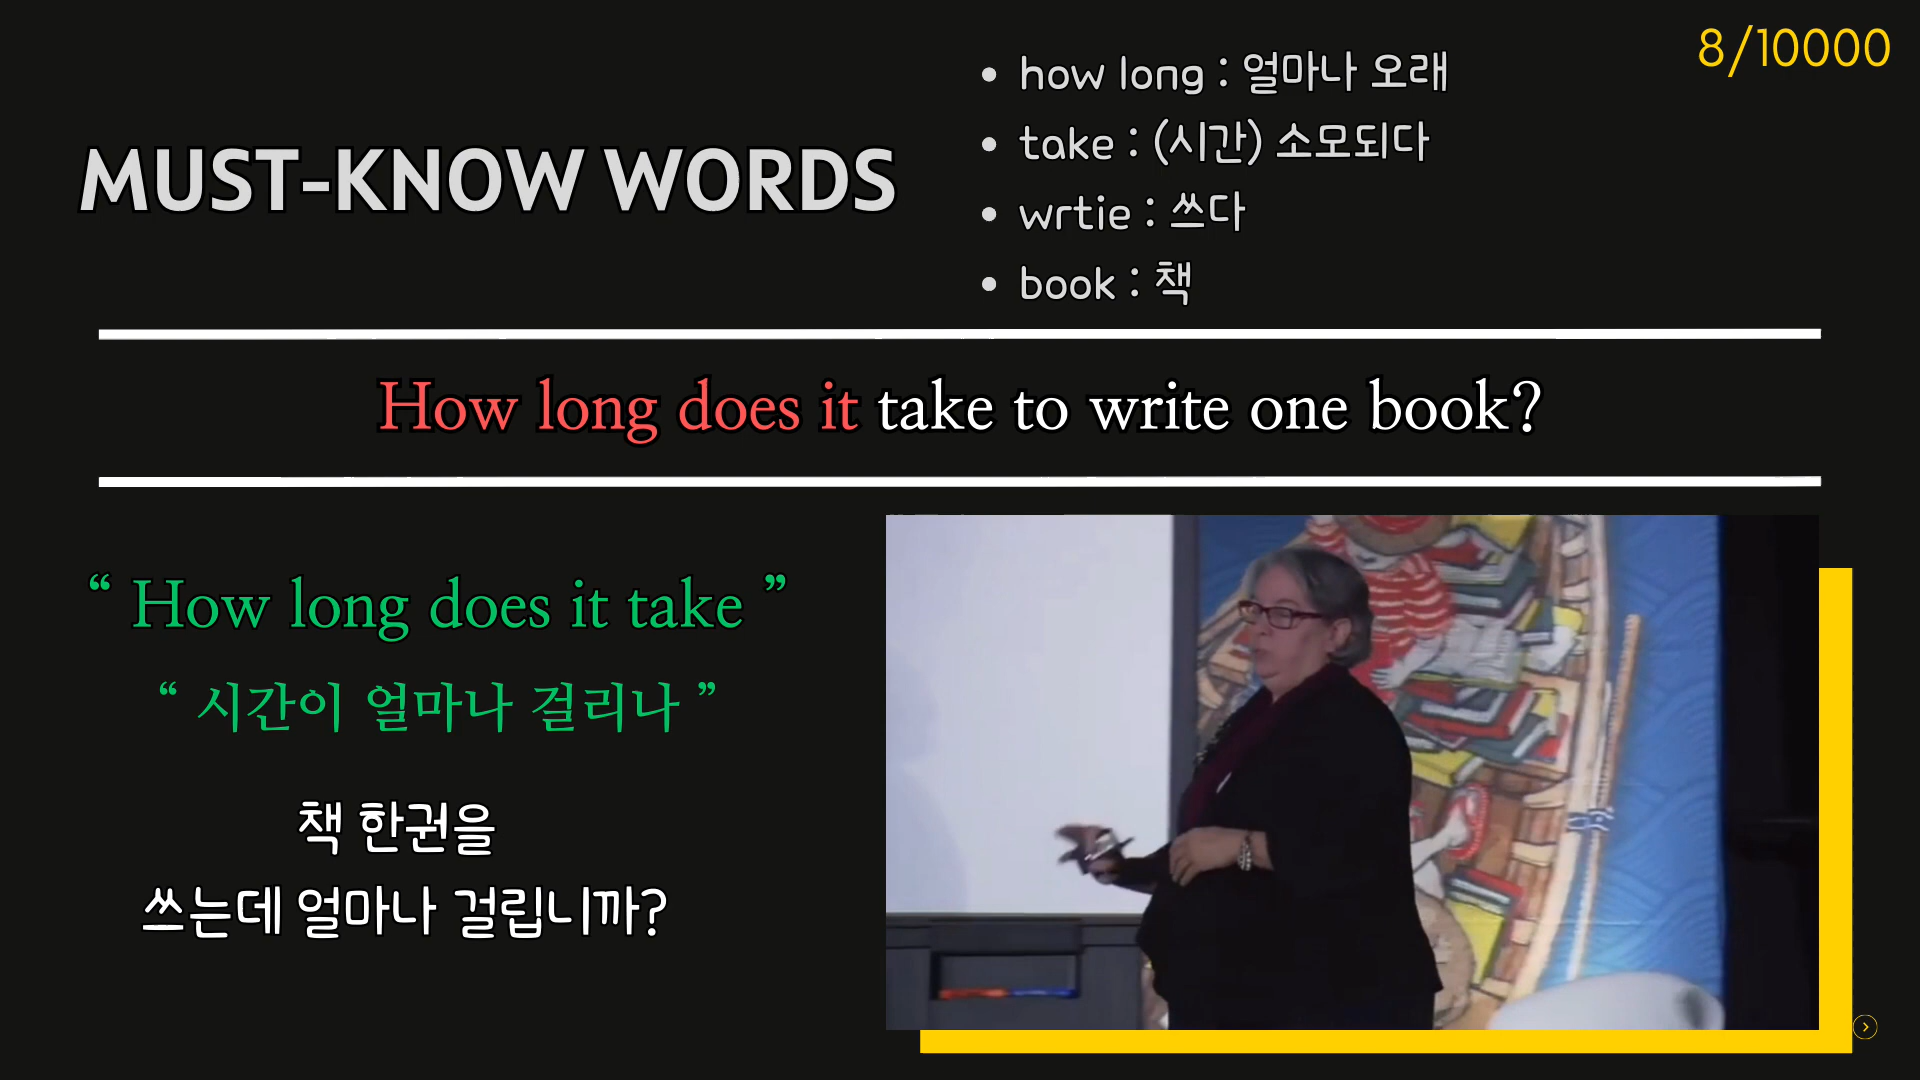 8/10000
MUST-KNOW WORDS
how long : 얼마나 오래
take : (시간) 소모되다
wrtie : 쓰다
book : 책
How long does it take to write one book?
“ How long does it take ”
“ 시간이 얼마나 걸리나 ”
책 한권을
쓰는데 얼마나 걸립니까?